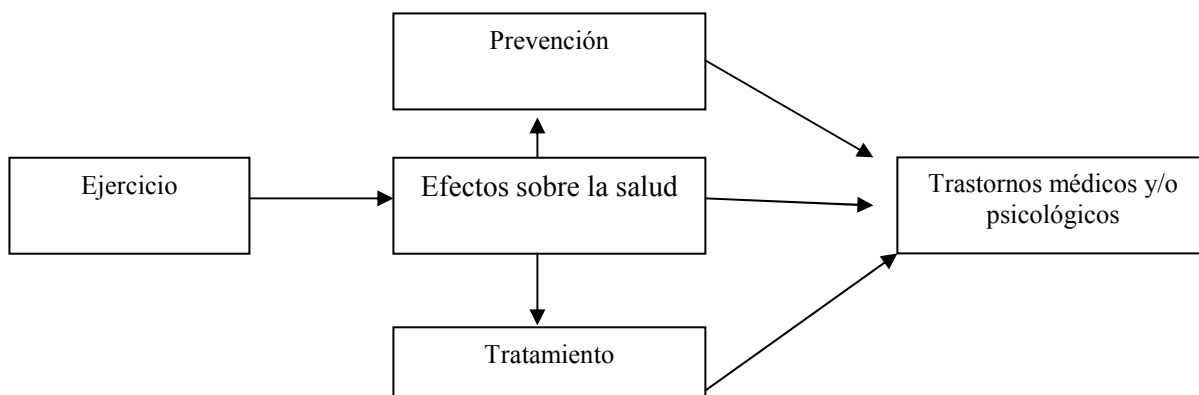 Prevención
Ejercicio
Efectos sobre la salud
Trastornos médicos y/o
psicológicos
Tratamiento